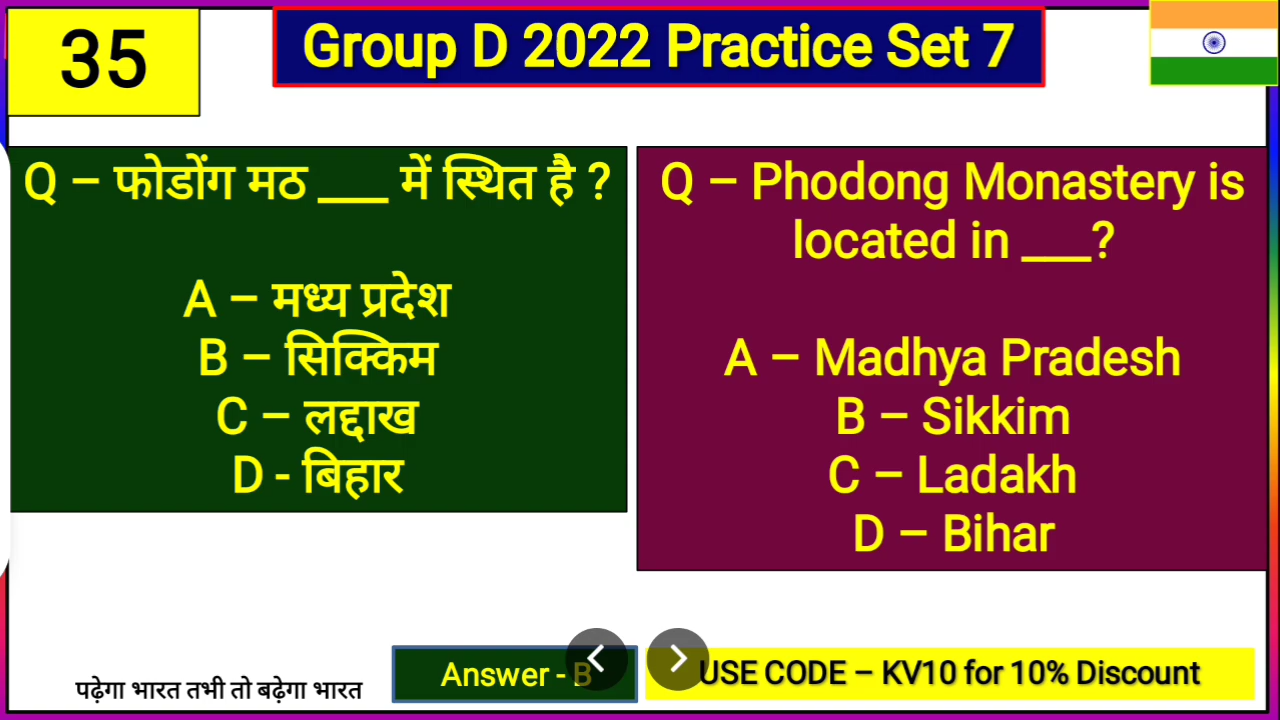 35
Group D 2022 Practice Set 7
Q – फोडोंग मठ ___ में स्थित है ?
A – मध्य प्रदेश
B – सिक्किम
C – लद्दाख
D - बिहार
Q – Phodong Monastery is
located in ___?
A – Madhya Pradesh
B – Sikkim
C – Ladakh
D – Bihar
पढ़ेगा भारत तभी तो बढ़ेगा भारत
Answer - B
USE CODE – KV10 for 10% Discount